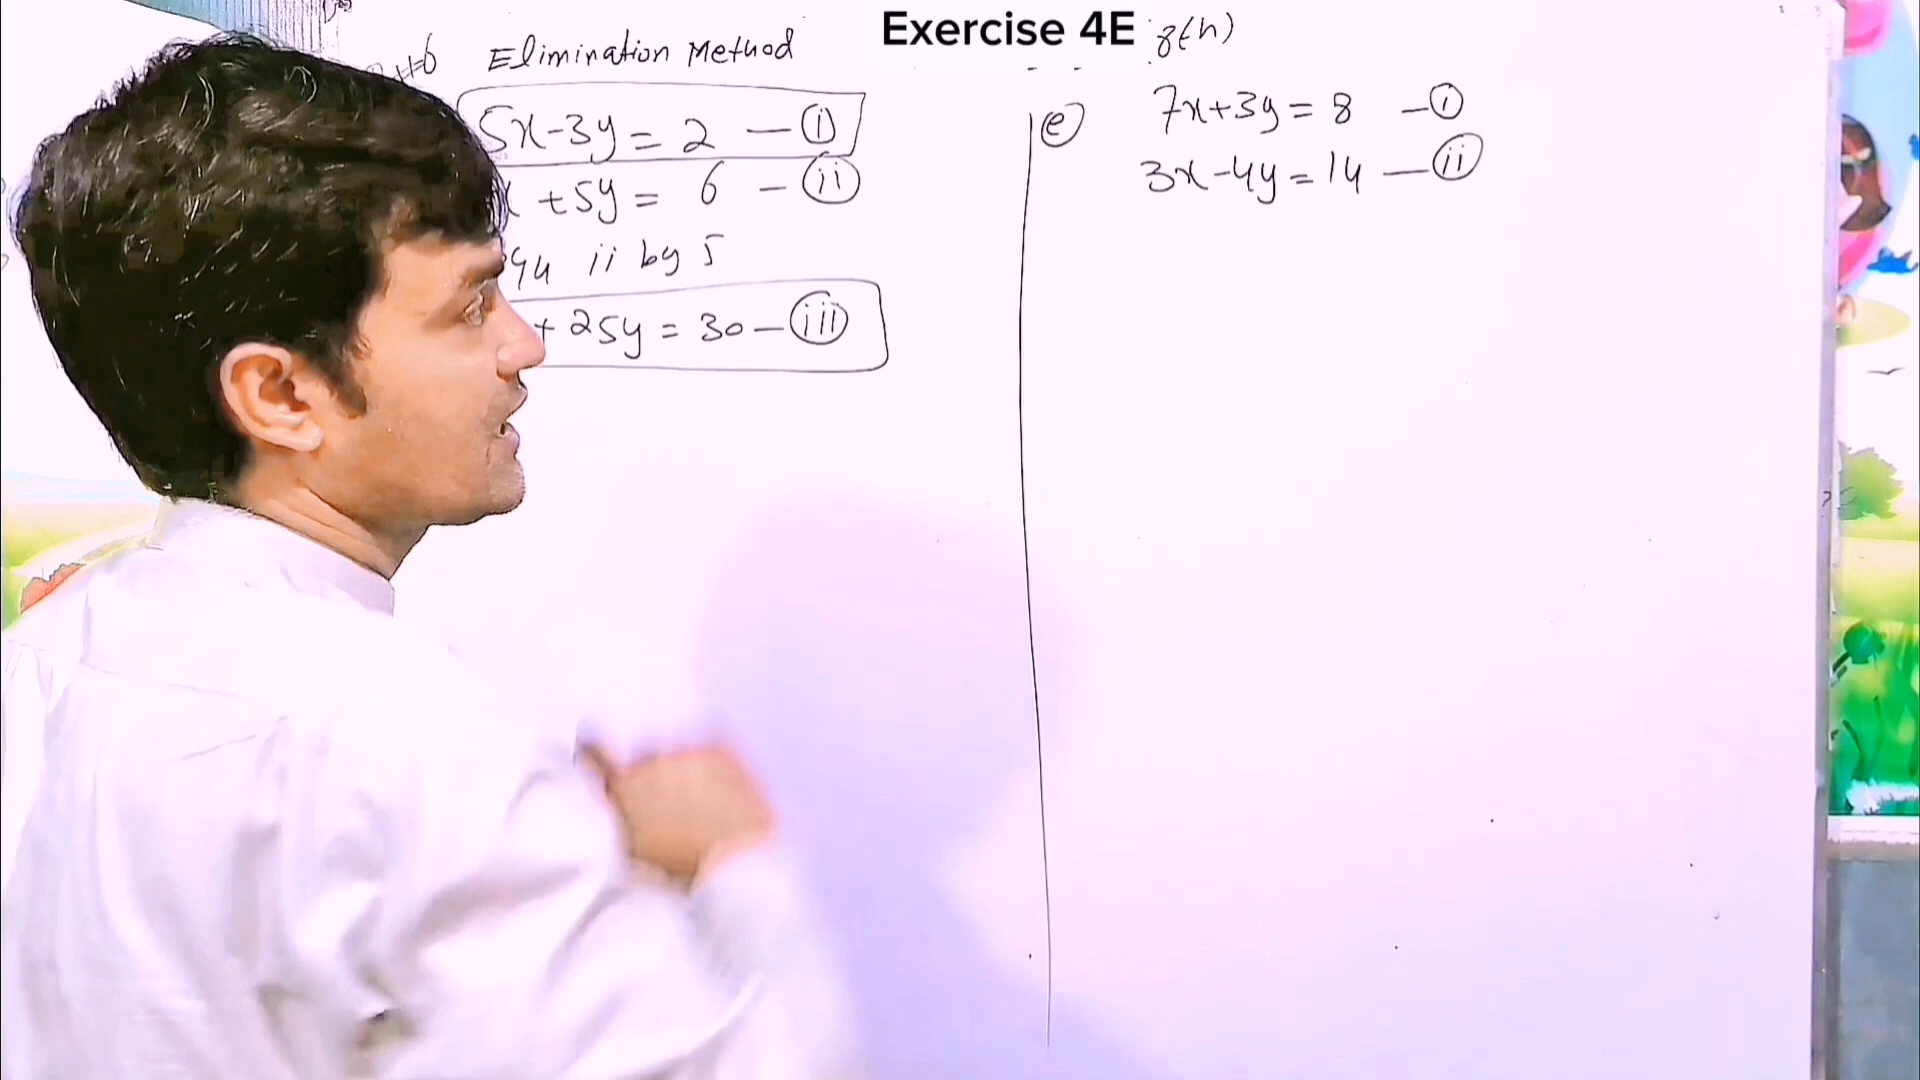 Elimination Method
Exercise 4E 8(h)
5x-3y = 2 — (i)
x +5y = 6 — (ii)
ii by 5
+ 25y = 30 — (iii)
(e) 7x+3y = 8 — (i)
3x-4y = 14 — (ii)